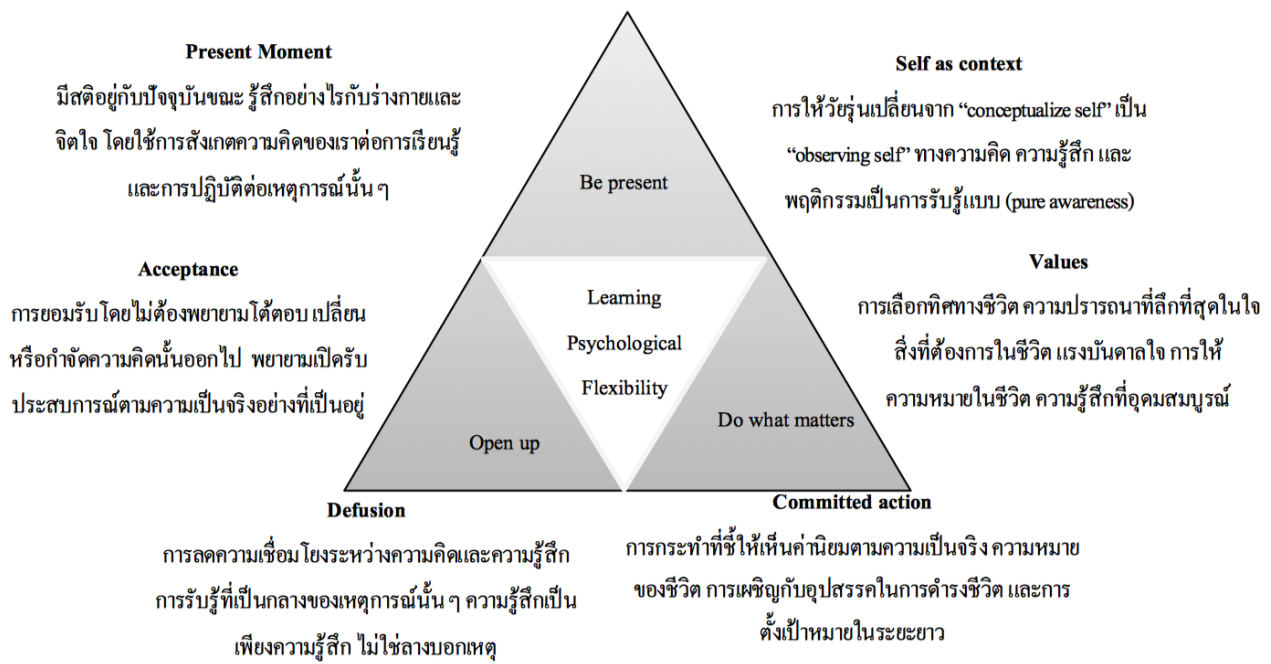 Present Moment
มีสติอยู่กับปัจจุบันขณะ รู้สึกอย่างไรกับร่างกายและ
จิตใจ โดยใช้การสังเกตความคิดของเราต่อการเรียนรู้
และการปฏิบัติต่อเหตุการณ์นั้น ๆ
Self as context
การให้วัยรุ่นเปลี่ยนจาก “conceptualize self” เป็น
“observing self” ทางความคิด ความรู้สึก และ
พฤติกรรมเป็นการรับรู้แบบ (pure awareness)
Be present
Acceptance
การยอมรับโดยไม่ต้องพยายามโต้ตอบ เปลี่ยน
หรือกำจัดความคิดนั้นออกไป พยายามเปิดรับ
ประสบการณ์ตามความเป็นจริงอย่างที่เป็นอยู่
Learning
Psychological
Flexibility
Values
การเลือกทิศทางชีวิต ความปรารถนาที่ลึกที่สุดในใจ
สิ่งที่ต้องการในชีวิต แรงบันดาลใจ การให้
ความหมายในชีวิต ความรู้สึกที่อุดมสมบูรณ์
Open up
Do what matters
Defusion
การลดความเชื่อมโยงระหว่างความคิดและความรู้สึก
การรับรู้ที่เป็นกลางของเหตุการณ์นั้น ๆ ความรู้สึกเป็น
เพียงความรู้สึก ไม่ใช่ลางบอกเหตุ
Committed action
การกระทำที่ชี้ให้เห็นค่านิยมตามความเป็นจริง ความหมาย
ของชีวิต การเผชิญกับอุปสรรคในการดำรงชีวิต และการ
ตั้งเป้าหมายในระยะยาว